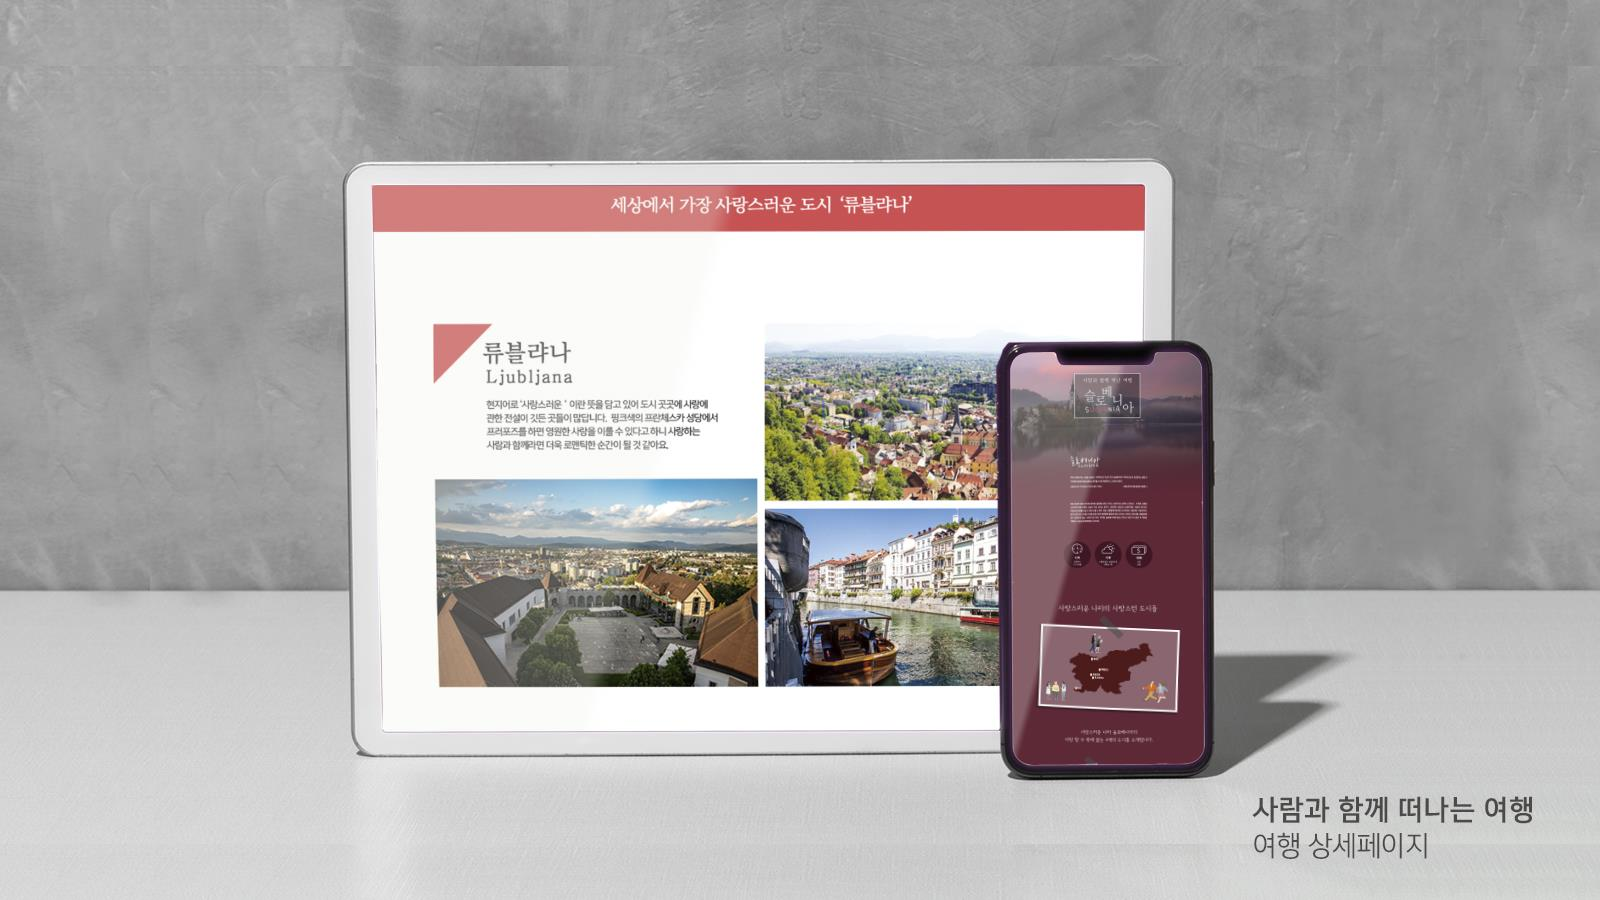 세상에서 가장 사랑스러운 도시 ‘류블랴나’
류블랴나
Ljubljana
현지어로 ‘사랑스러운 ’ 이란 뜻을 담고 있어 도시 곳곳에 사랑에
관한 전설이 깃든 곳들이 많답니다. 핑크색의 프란체스카 성당에서
프러포즈를 하면 영원한 사랑을 이룰 수 있다고 하니 사랑하는
사람과 함께라면 더욱 로맨틱한 순간이 될 것 같아요.
슬로베니아
사랑스러운 나라의 사랑스런 도시들
사람과 함께 떠나는 여행
여행 상세페이지